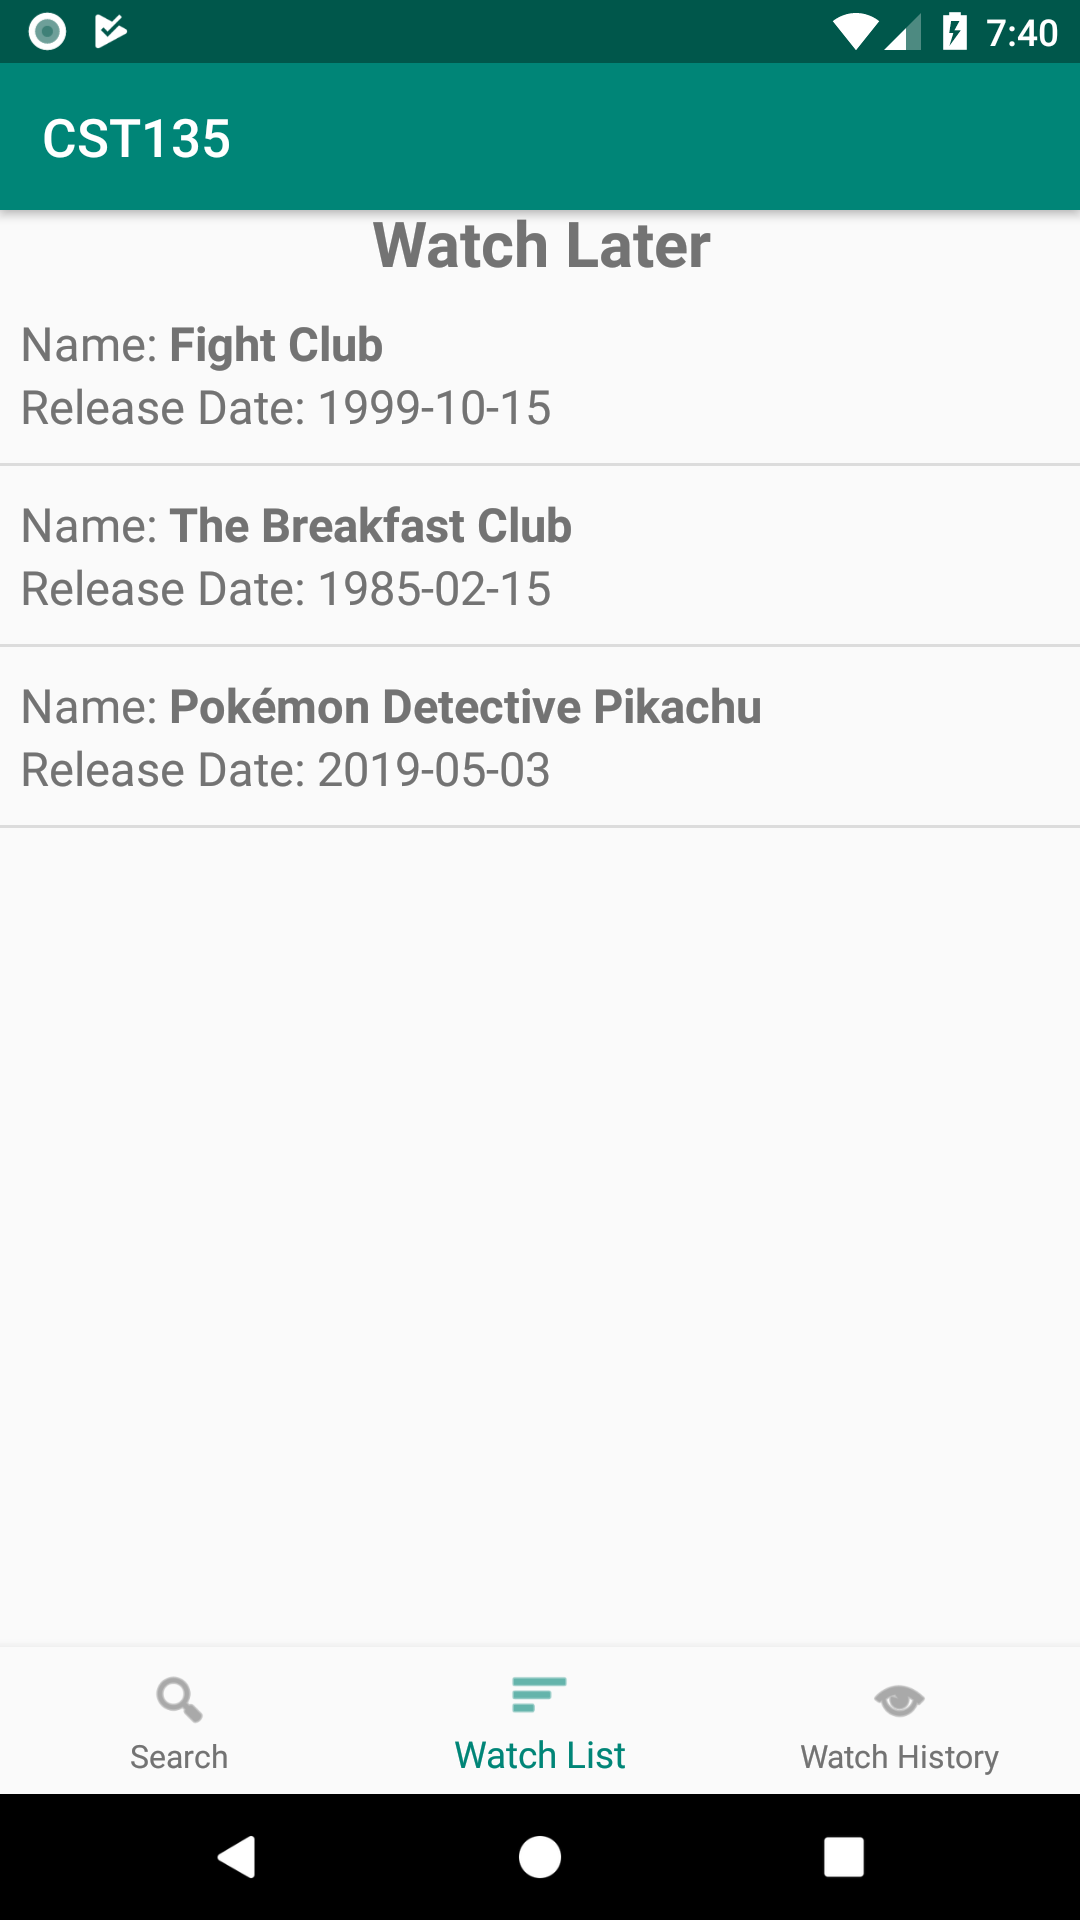 7:40
CST135
Watch Later
Name: Fight Club
Release Date: 1999-10-15
Name: The Breakfast Club
Release Date: 1985-02-15
Name: Pokémon Detective Pikachu
Release Date: 2019-05-03
Search
Watch List
Watch History